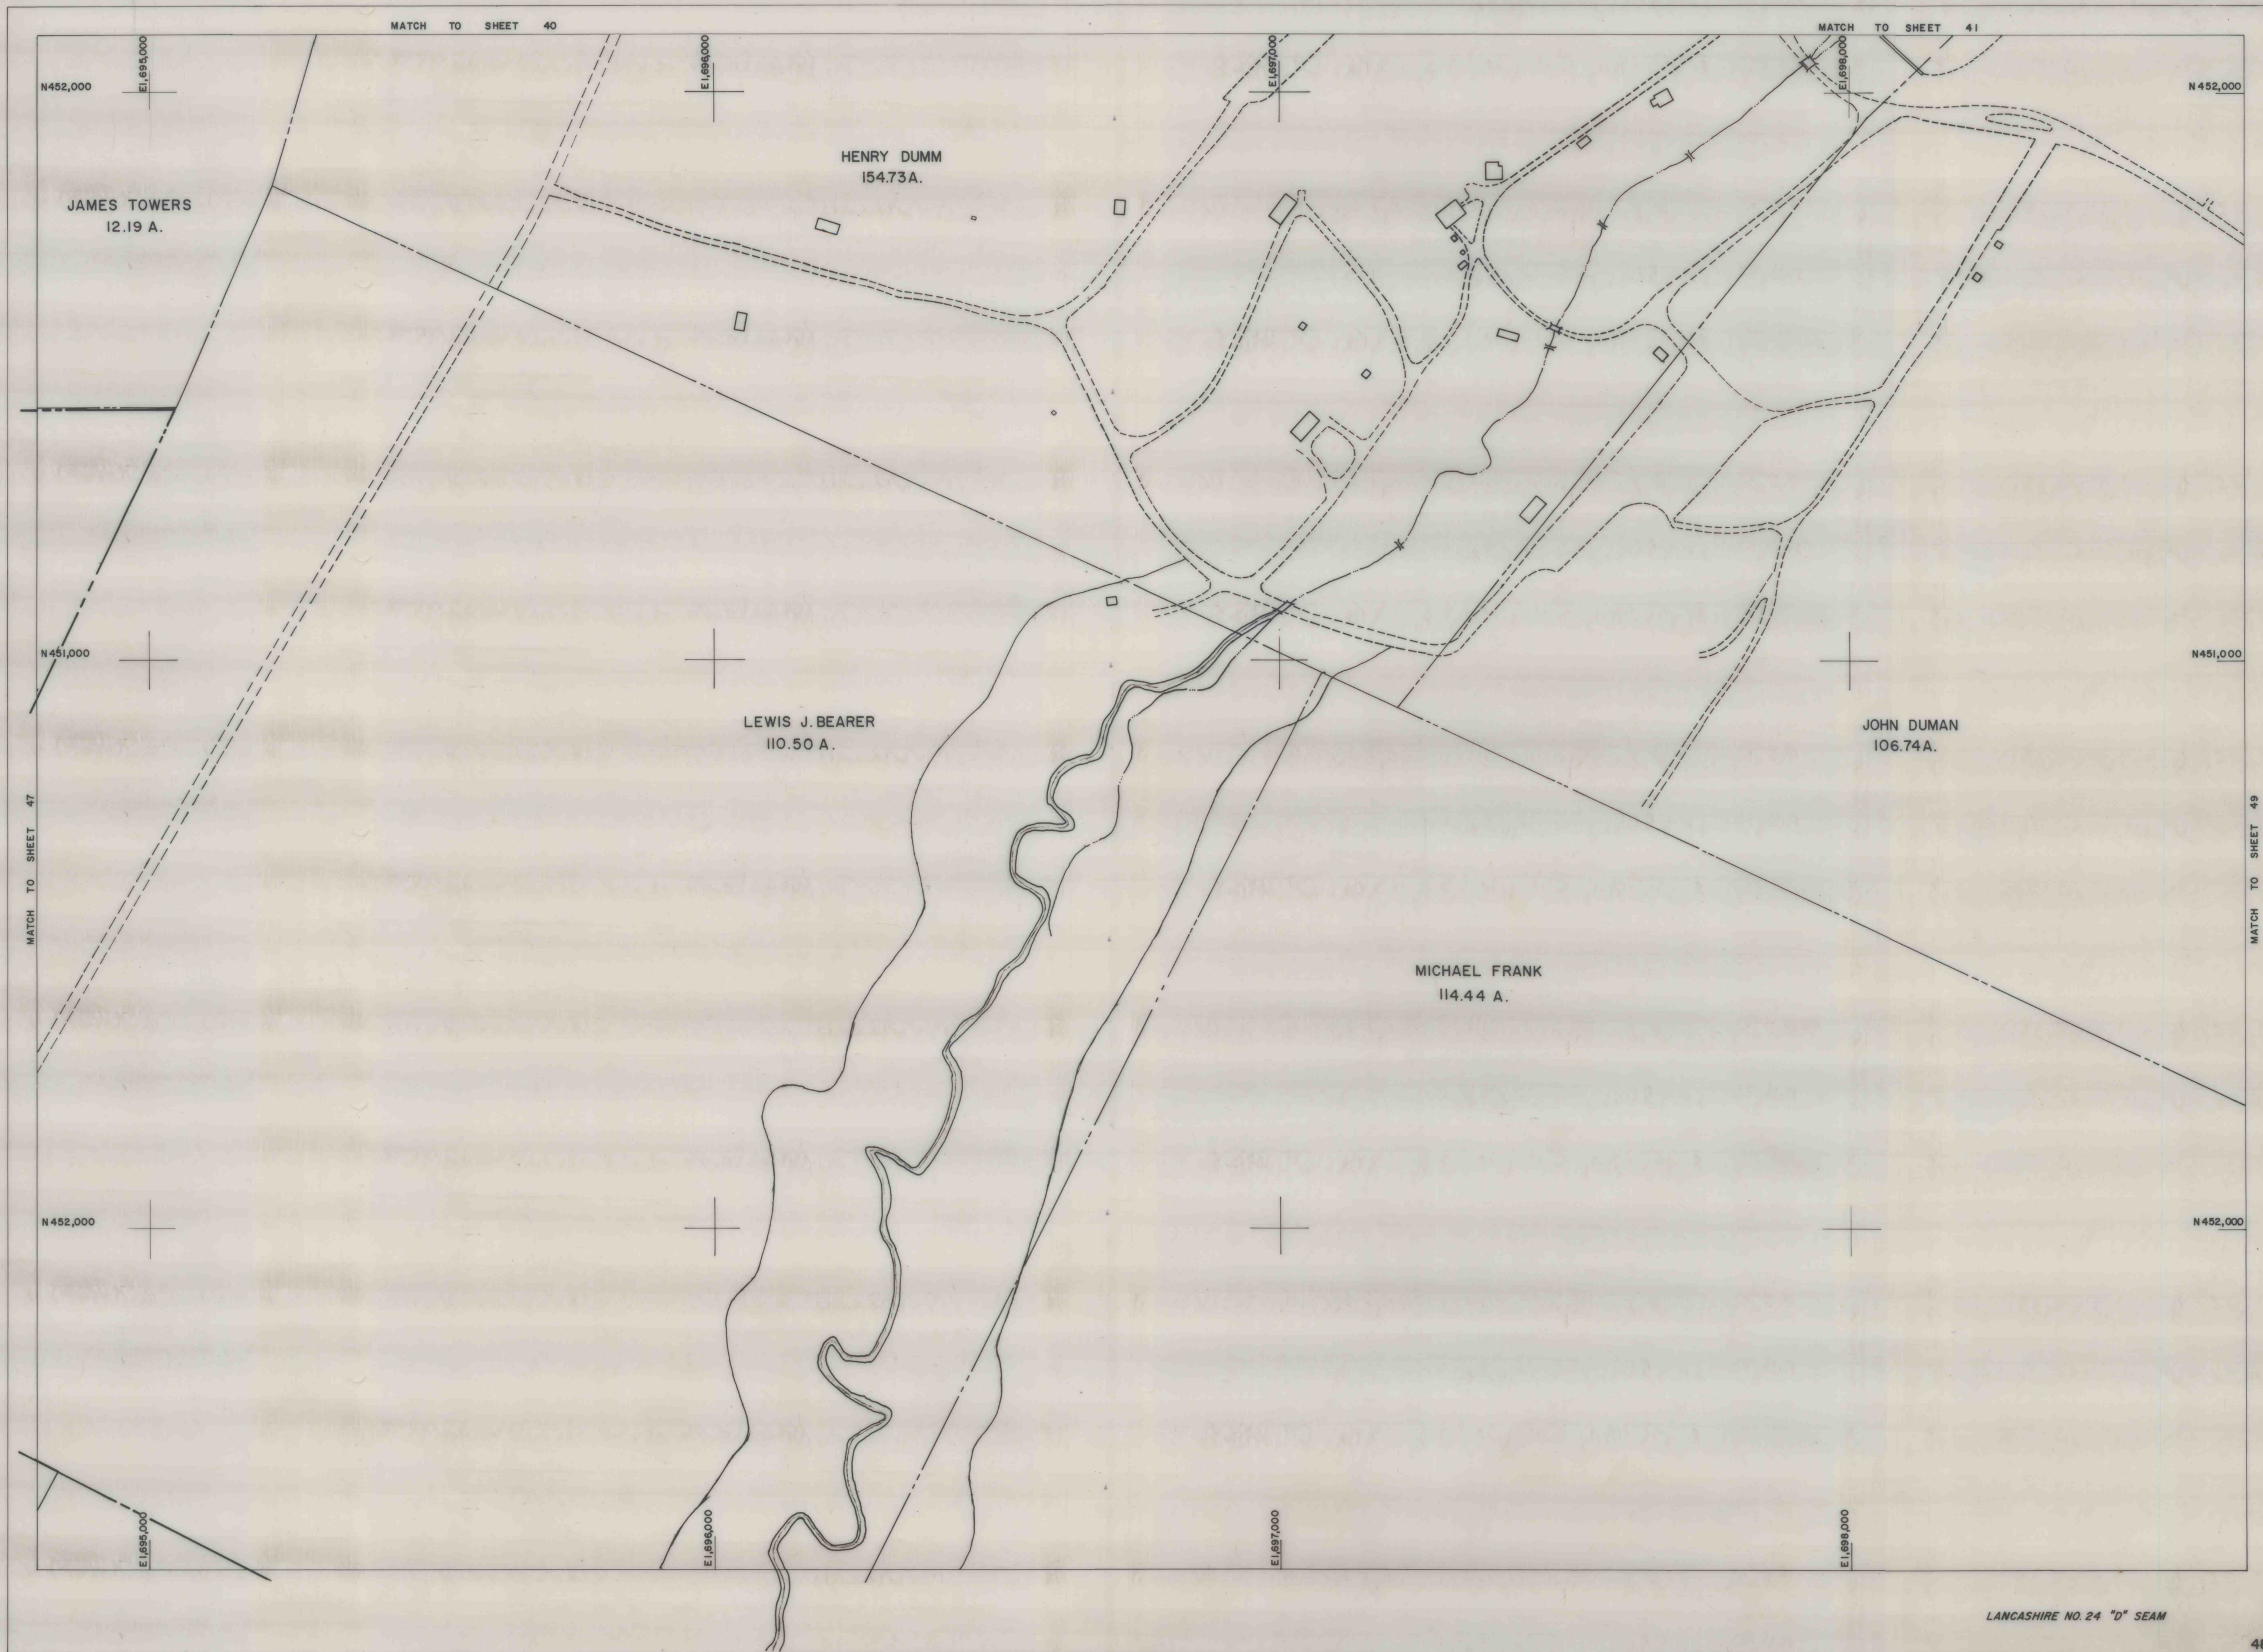 MATCH TO SHEET 40
MATCH TO SHEET 41
E1,695,000
E1,696,000
E1,697,000
E1,698,000
N452,000
N452,000
HENRY DUMM
154.73A.
JAMES TOWERS
12.19 A.
N451,000
N451,000
LEWIS J. BEARER
110.50 A.
JOHN DUMAN
106.74A.
MATCH TO SHEET 47
MATCH TO SHEET 49
MICHAEL FRANK
114.44 A.
N452,000
N452,000
E1,695,000
E1,696,000
E1,697,000
E1,698,000
LANCASHIRE NO. 24 "D" SEAM